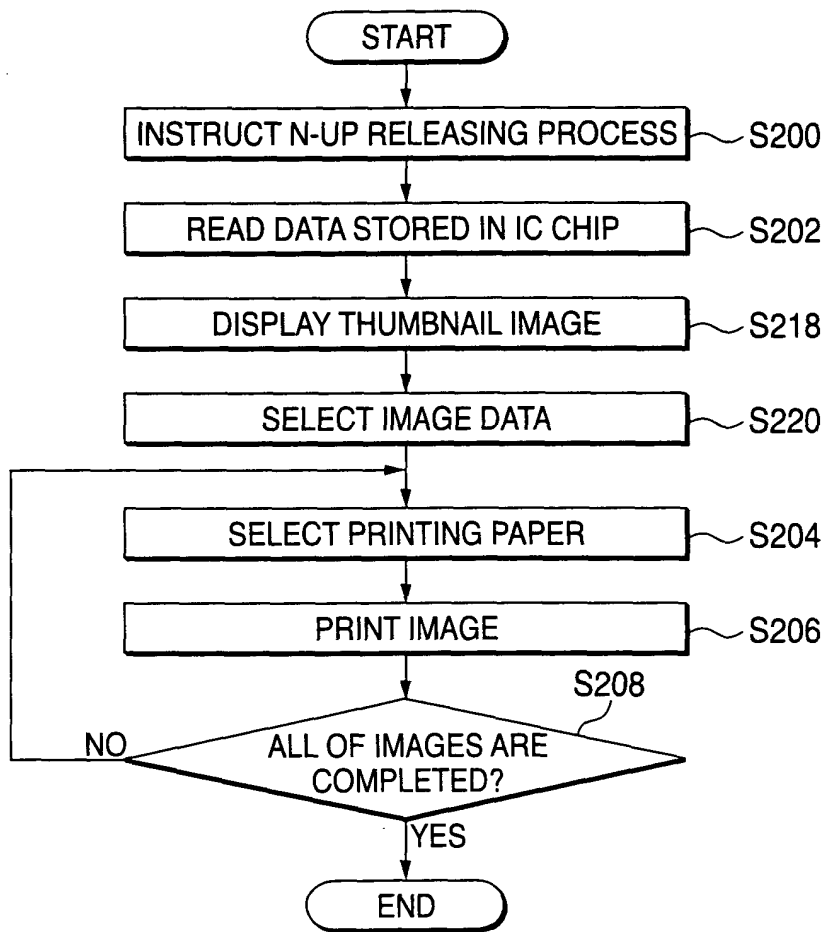 START
INSTRUCT N-UP RELEASING PROCESS
S200
READ DATA STORED IN IC CHIP
S202
DISPLAY THUMBNAIL IMAGE
S218
SELECT IMAGE DATA
S220
SELECT PRINTING PAPER
S204
PRINT IMAGE
S206
S208
NO
ALL OF IMAGES ARE
COMPLETED?
YES
END